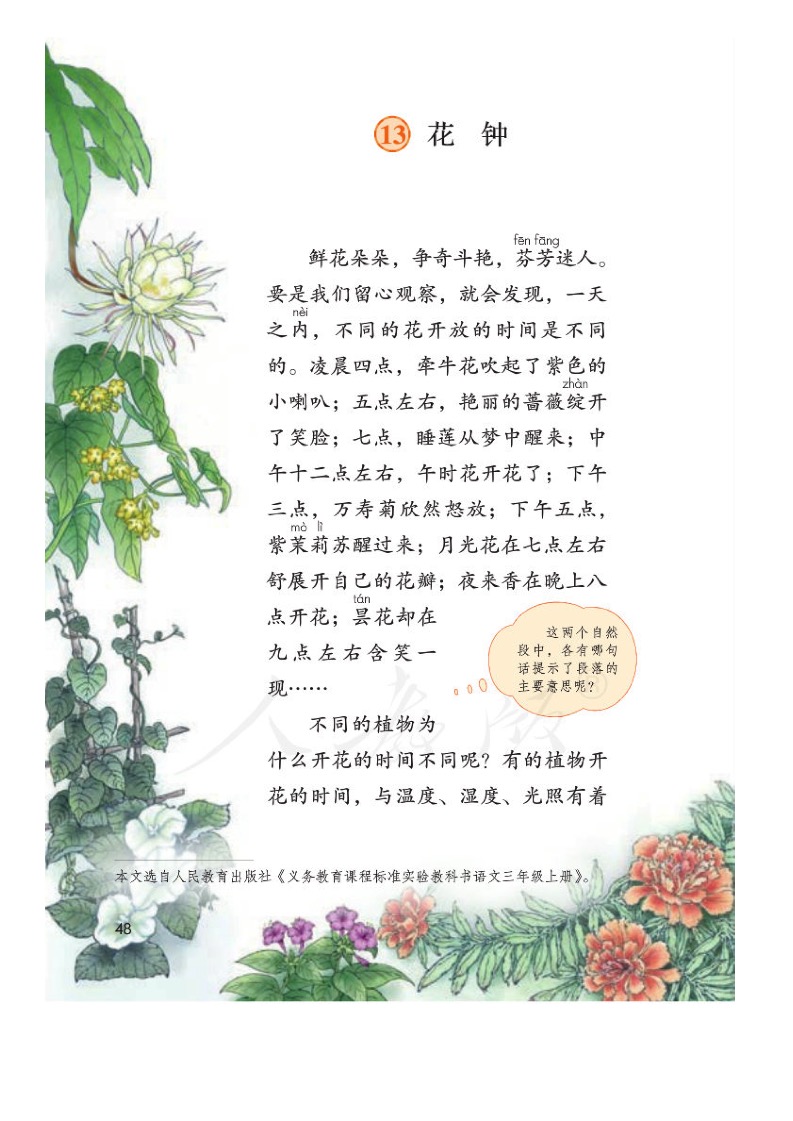 13 花 钟
fēn fāng
鲜花朵朵，争奇斗艳，芬芳迷人。
要是我们留心观察，就会发现，一天
nèi
之内，不同的花开放的时间是不同
的。凌晨四点，牵牛花吹起了紫色的
zhàn
小喇叭；五点左右，艳丽的蔷薇绽开
了笑脸；七点，睡莲从梦中醒来；中
午十二点左右，午时花开花了；下午
三点，万寿菊欣然怒放；下午五点，
mò lì
紫茉莉苏醒过来；月光花在七点左右
舒展开自己的花瓣；夜来香在晚上八
tán
点开花；昙花却在
九点左右含笑一
现……
这两个自然
段中，各有哪句
话提示了段落的
主要意思呢？
不同的植物为
什么开花的时间不同呢？有的植物开
花的时间，与温度、湿度、光照有着
人教版
本文选自人民教育出版社《义务教育课程标准实验教科书语文三年级上册》。
48